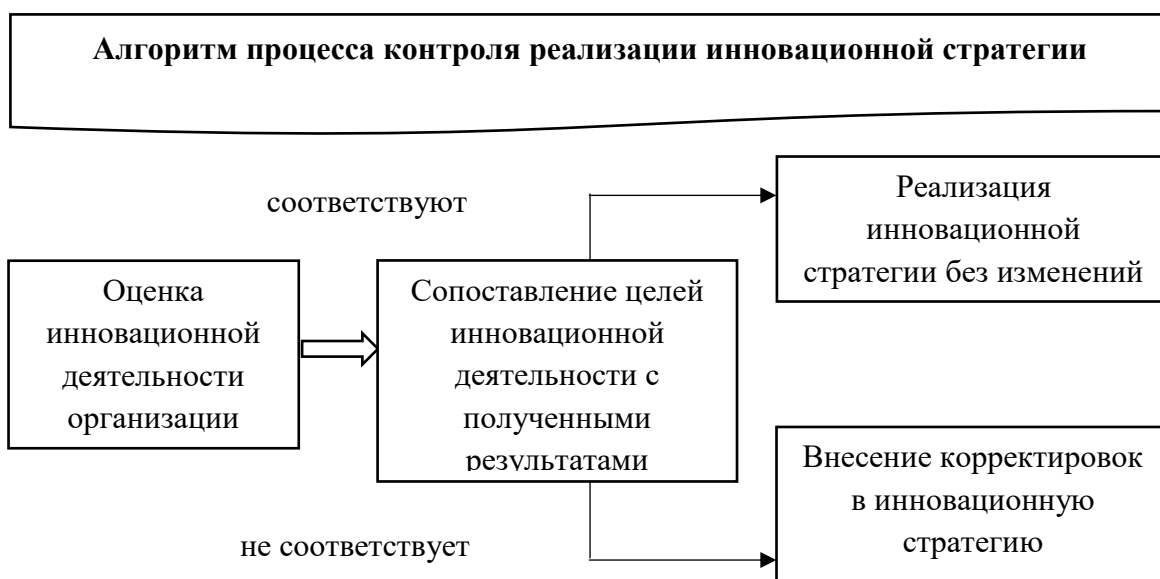 Алгоритм процесса контроля реализации инновационной стратегии
соответствуют
Реализация
инновационной
стратегии без изменений
Оценка
инновационной
деятельности
организации
Сопоставление целей
инновационной
деятельности с
полученными
результатами
не соответствует
Внесение корректировок
в инновационную
стратегию